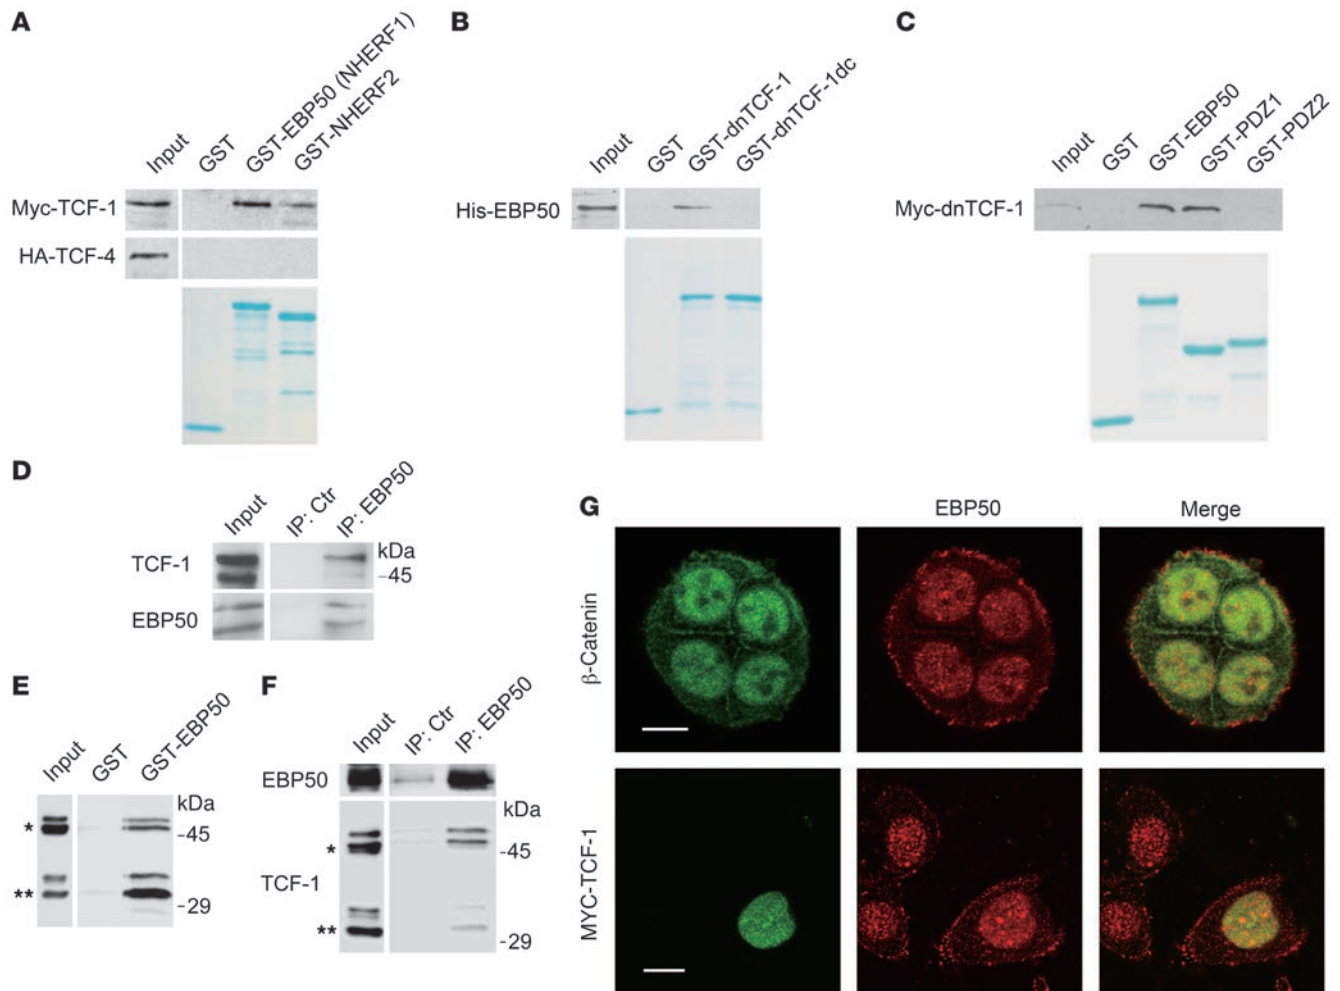 A
Input
GST
GST-EBP50 (NHERF1)
GST-NHERF2
Myc-TCF-1
HA-TCF-4
B
Input
GST
GST-dnTCF-1
GST-dnTCF-1dc
His-EBP50
C
Input
GST
GST-EBP50
GST-PDZ1
GST-PDZ2
Myc-dnTCF-1
D
Input
IP: Ctr
IP: EBP50
kDa
TCF-1
-45
EBP50
E
Input
GST
GST-EBP50
kDa
*
-45
**
-29
F
Input
IP: Ctr
IP: EBP50
EBP50
kDa
*
-45
TCF-1
**
-29
G
EBP50
Merge
β-Catenin
MYC-TCF-1